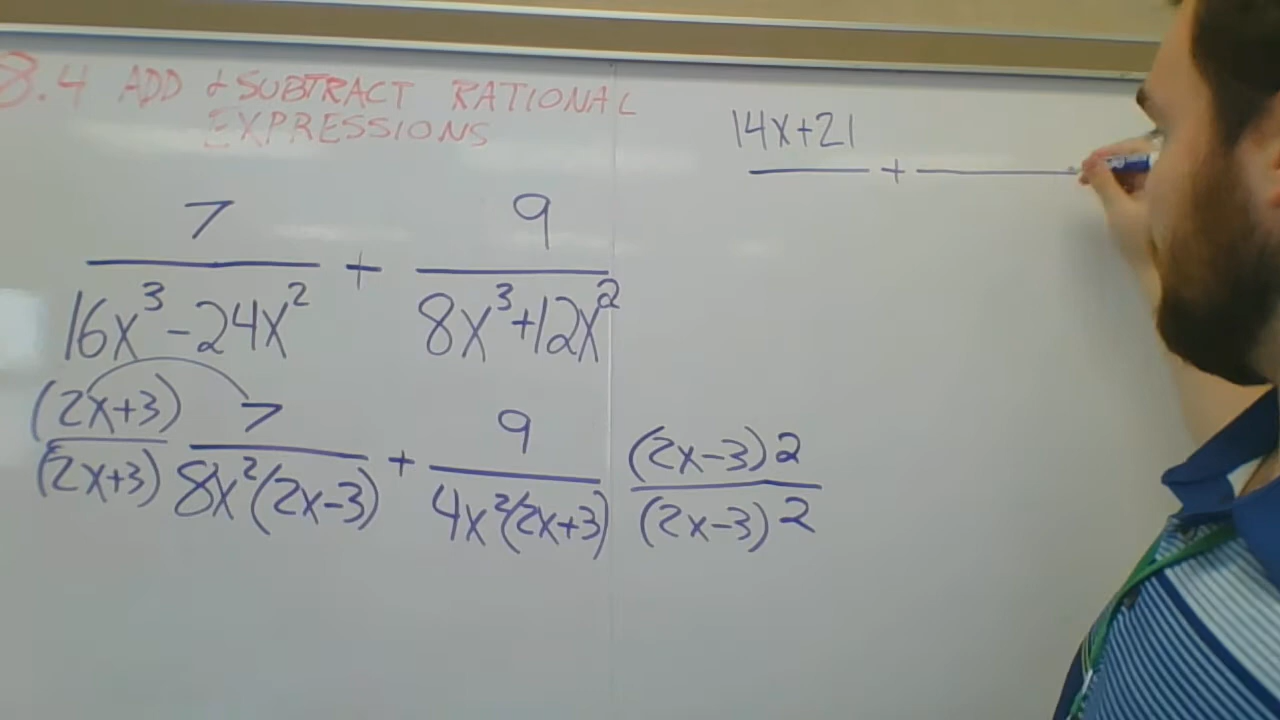 8.4 ADD & SUBTRACT RATIONAL
EXPRESSIONS
7 + 9
16x³-24x² 8x³+12x²
(2x+3) 7 + 9 (2x-3)2
(2x+3) 8x²(2x-3) 4x²(2x+3) (2x-3)2
14x+21 +